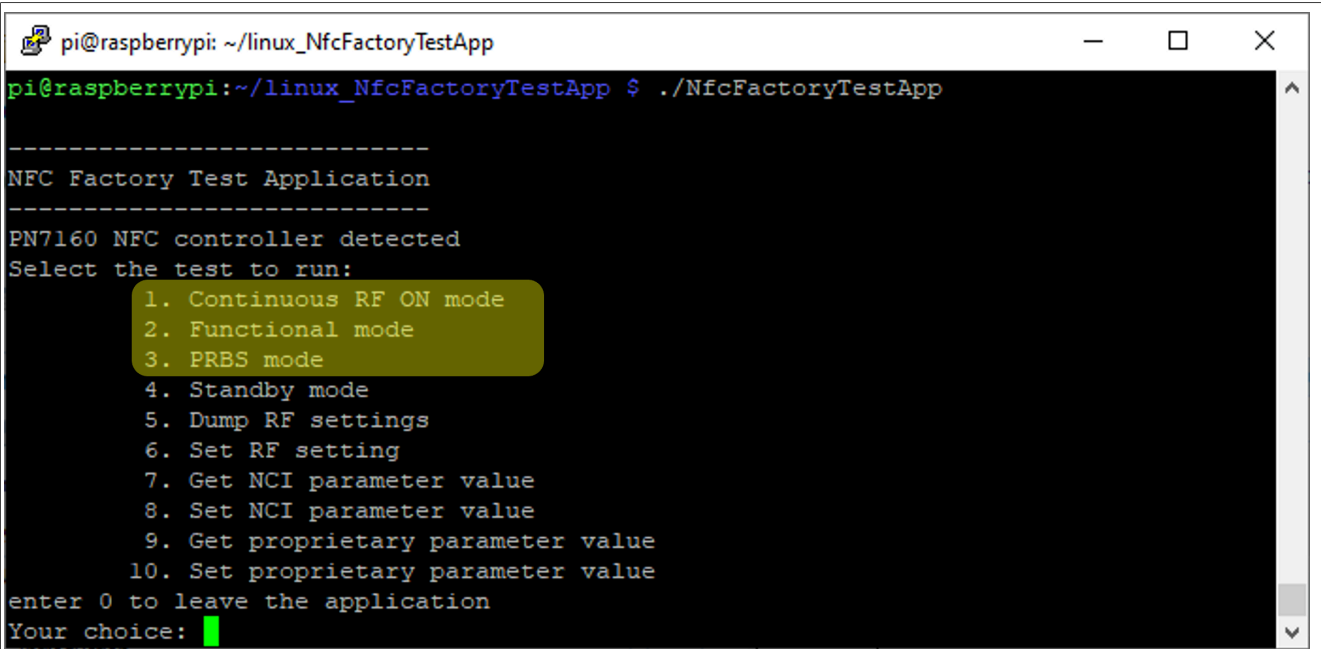 pi@raspberrypi: ~/linux_NfcFactoryTestApp
pi@raspberrypi:~/linux_NfcFactoryTestApp $ ./NfcFactoryTestApp
----------------------------
NFC Factory Test Application
----------------------------
PN7160 NFC controller detected
Select the test to run:
1. Continuous RF ON mode
2. Functional mode
3. PRBS mode
4. Standby mode
5. Dump RF settings
6. Set RF setting
7. Get NCI parameter value
8. Set NCI parameter value
9. Get proprietary parameter value
10. Set proprietary parameter value
enter 0 to leave the application
Your choice: